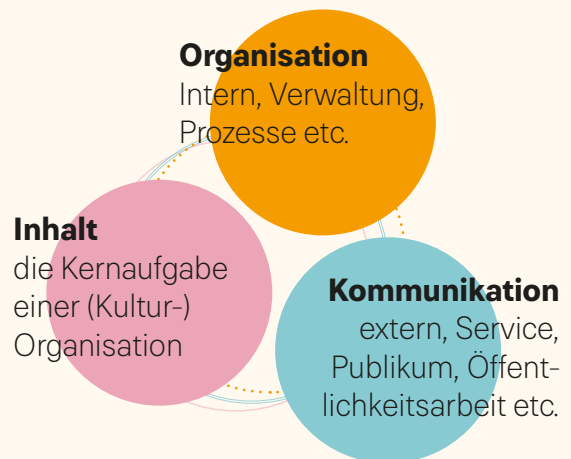 Organisation
Intern, Verwaltung,
Prozesse etc.
Inhalt
die Kernaufgabe
einer (Kultur-)
Organisation
Kommunikation
extern, Service,
Publikum, Öffent-
lichkeitsarbeit etc.